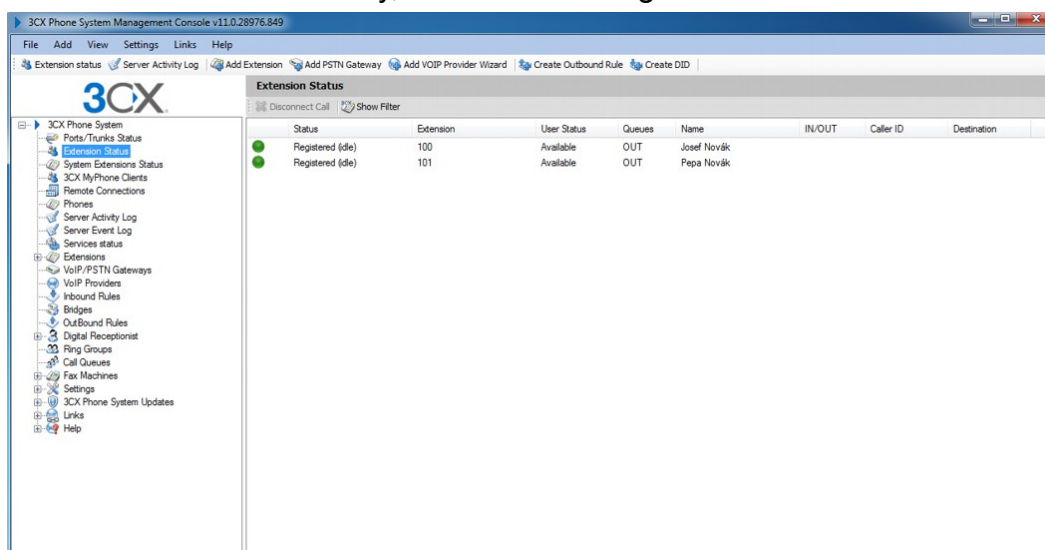 3CX Phone System Management Console v11.0.28976.849
File Add View Settings Links Help
Extension status Server Activity Log Add Extension Add PSTN Gateway Add VOIP Provider Wizard Create Outbound Rule Create DID
3CX
Extension Status
Disconnect Call Show Filter
3CX Phone System
Ports/Trunks Status
Extension Status
System Extensions Status
3CX MyPhone Clients
Remote Connections
Phones
Server Activity Log
Server Event Log
Services status
Extensions
VoIP/PSTN Gateways
VoIP Providers
Inbound Rules
Bridges
OutBound Rules
Digital Receptionist
Ring Groups
Call Queues
Fax Machines
Settings
3CX Phone System Updates
Links
Help
Status Extension User Status Queues Name IN/OUT Caller ID Destination
Registered (idle) 100 Available OUT Josef Novák
Registered (idle) 101 Available OUT Pepa Novák